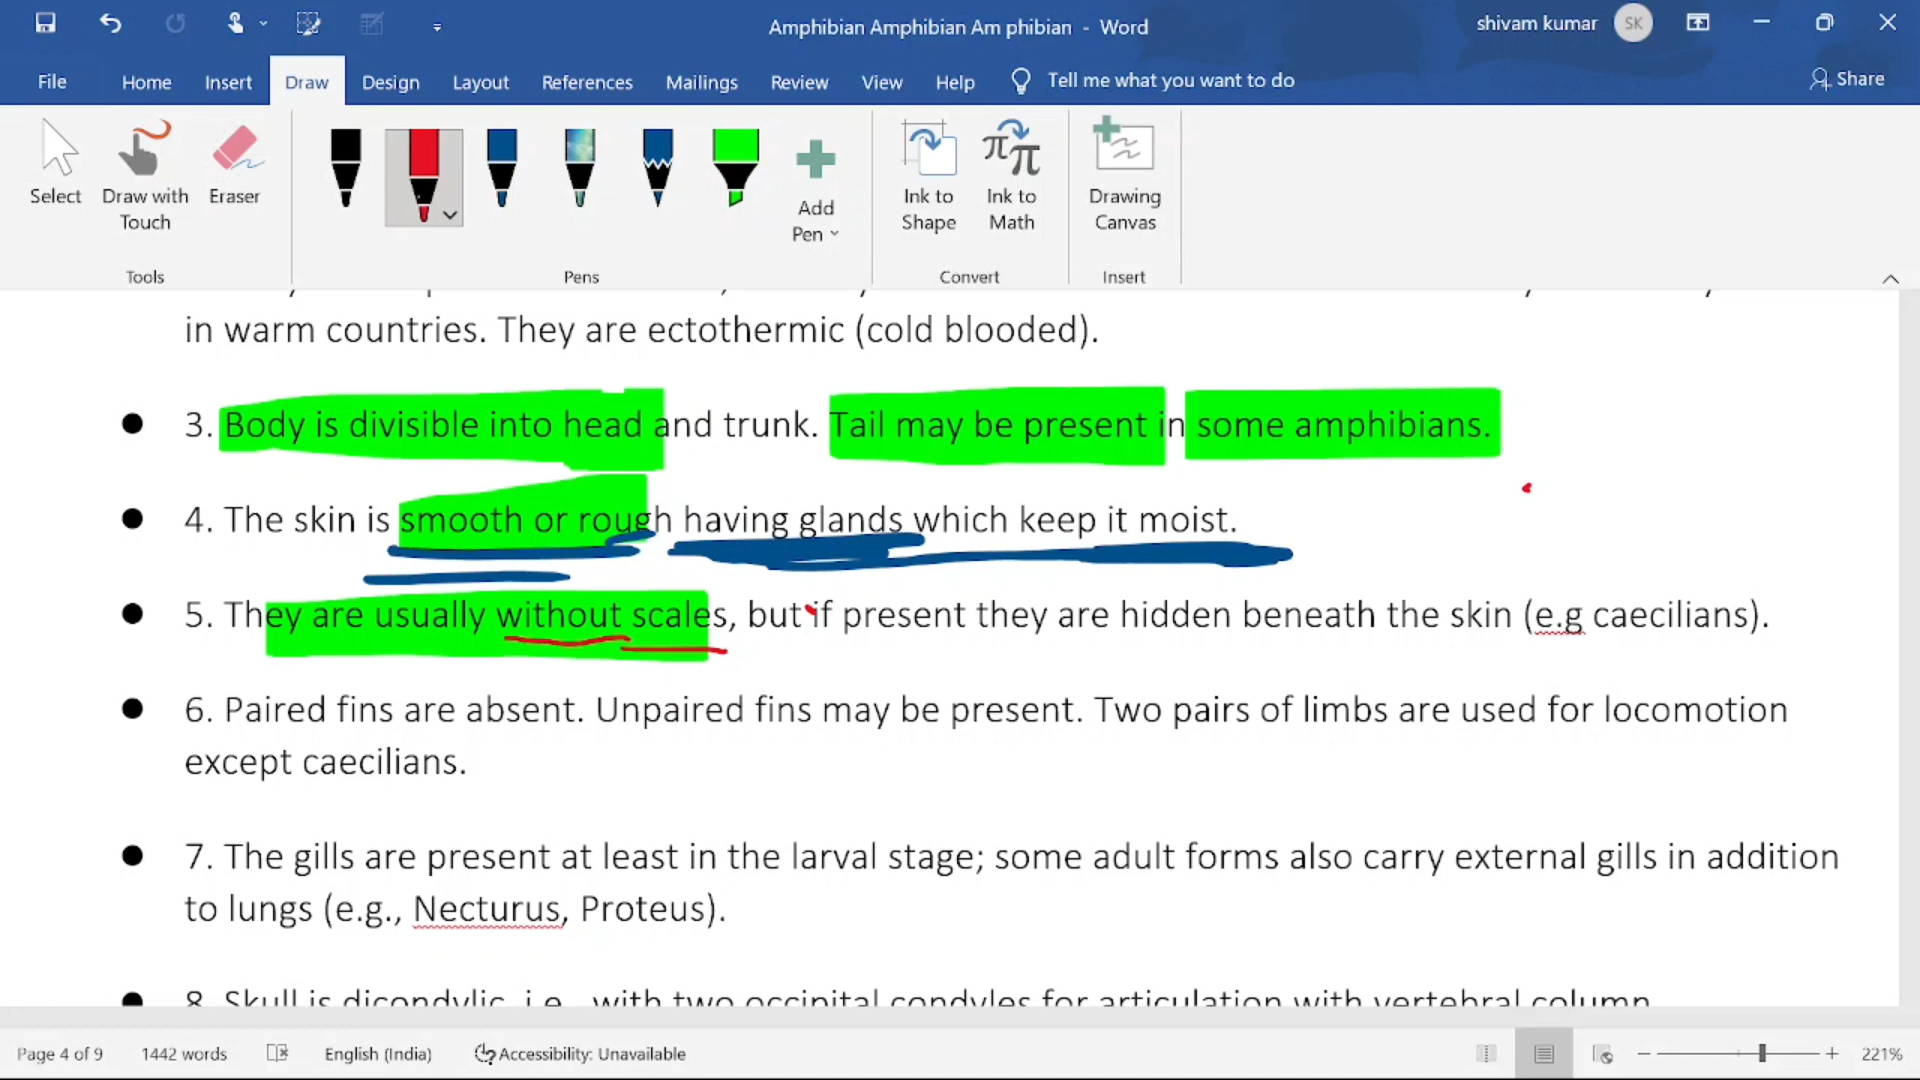 Amphibian Amphibian Am phibian - Word
shivam kumar
SK
File
Home
Insert
Draw
Design
Layout
References
Mailings
Review
View
Help
Tell me what you want to do
Share
Select
Draw with
Touch
Eraser
Add
Pen
Ink to
Shape
Ink to
Math
Drawing
Canvas
Tools
Pens
Convert
Insert
in warm countries. They are ectothermic (cold blooded).
● 3. Body is divisible into head and trunk. Tail may be present in some amphibians.
● 4. The skin is smooth or rough having glands which keep it moist.
● 5. They are usually without scales, but if present they are hidden beneath the skin (e.g caecilians).
● 6. Paired fins are absent. Unpaired fins may be present. Two pairs of limbs are used for locomotion
except caecilians.
● 7. The gills are present at least in the larval stage; some adult forms also carry external gills in addition
to lungs (e.g., Necturus, Proteus).
● 8. Skull is dicondylic, i.e., with two occipital condyles for articulation with vertebral column
Page 4 of 9
1442 words
English (India)
Accessibility: Unavailable
221%